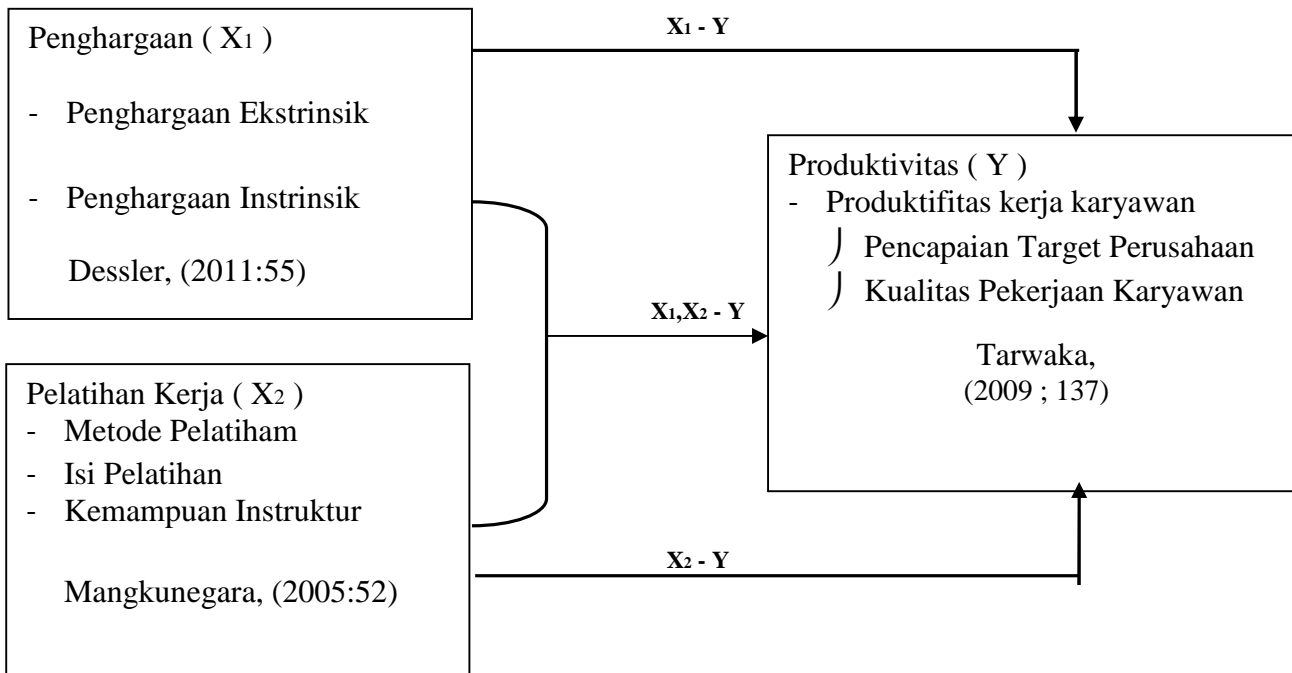 Penghargaan ( X1 )
- Penghargaan Ekstrinsik
- Penghargaan Instrinsik
Dessler, (2011:55)
X1 - Y
Pelatihan Kerja ( X2 )
- Metode Pelatiham
- Isi Pelatihan
- Kemampuan Instruktur
Mangkunegara, (2005:52)
X1,X2 - Y
X2 - Y
Produktivitas ( Y )
- Produktifitas kerja karyawan
⎠ Pencapaian Target Perusahaan
⎠ Kualitas Pekerjaan Karyawan
Tarwaka,
(2009 ; 137)